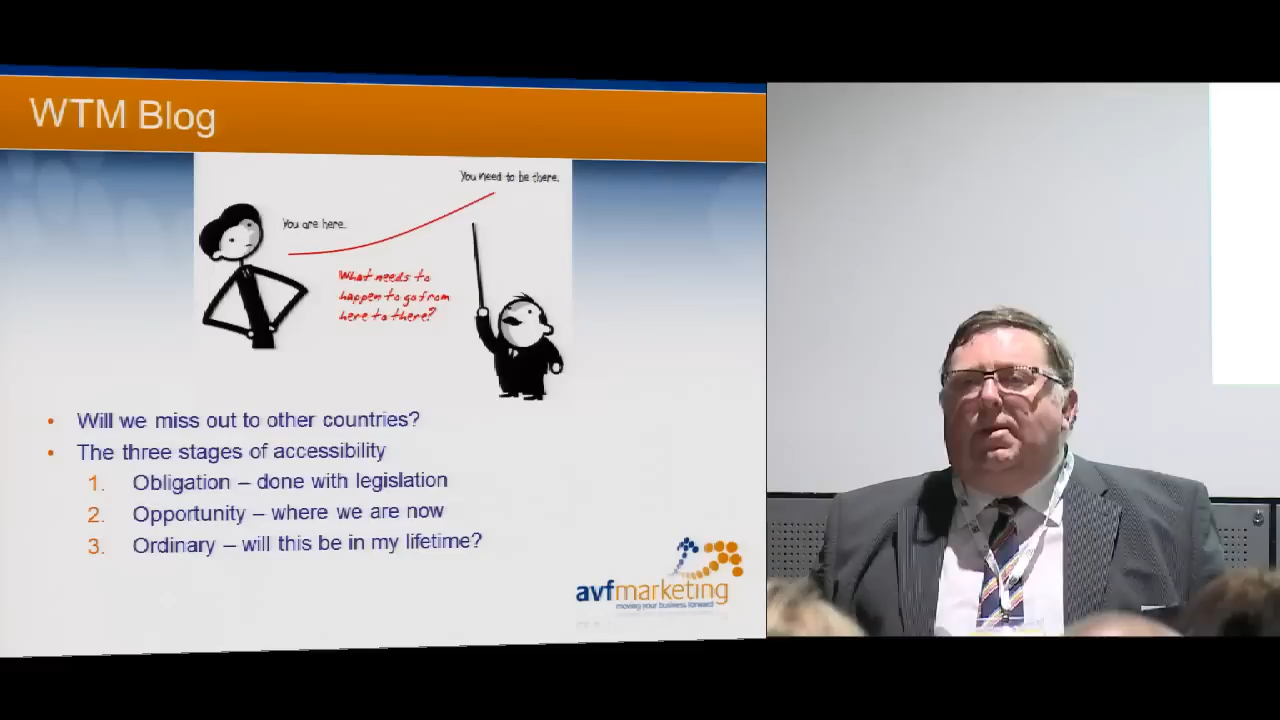 WTM Blog
You need to be there.
You are here.
What needs to
happen to go from
here to there?
• Will we miss out to other countries?
• The three stages of accessibility
1. Obligation – done with legislation
2. Opportunity – where we are now
3. Ordinary – will this be in my lifetime?
avfmarketing
moving your business forward